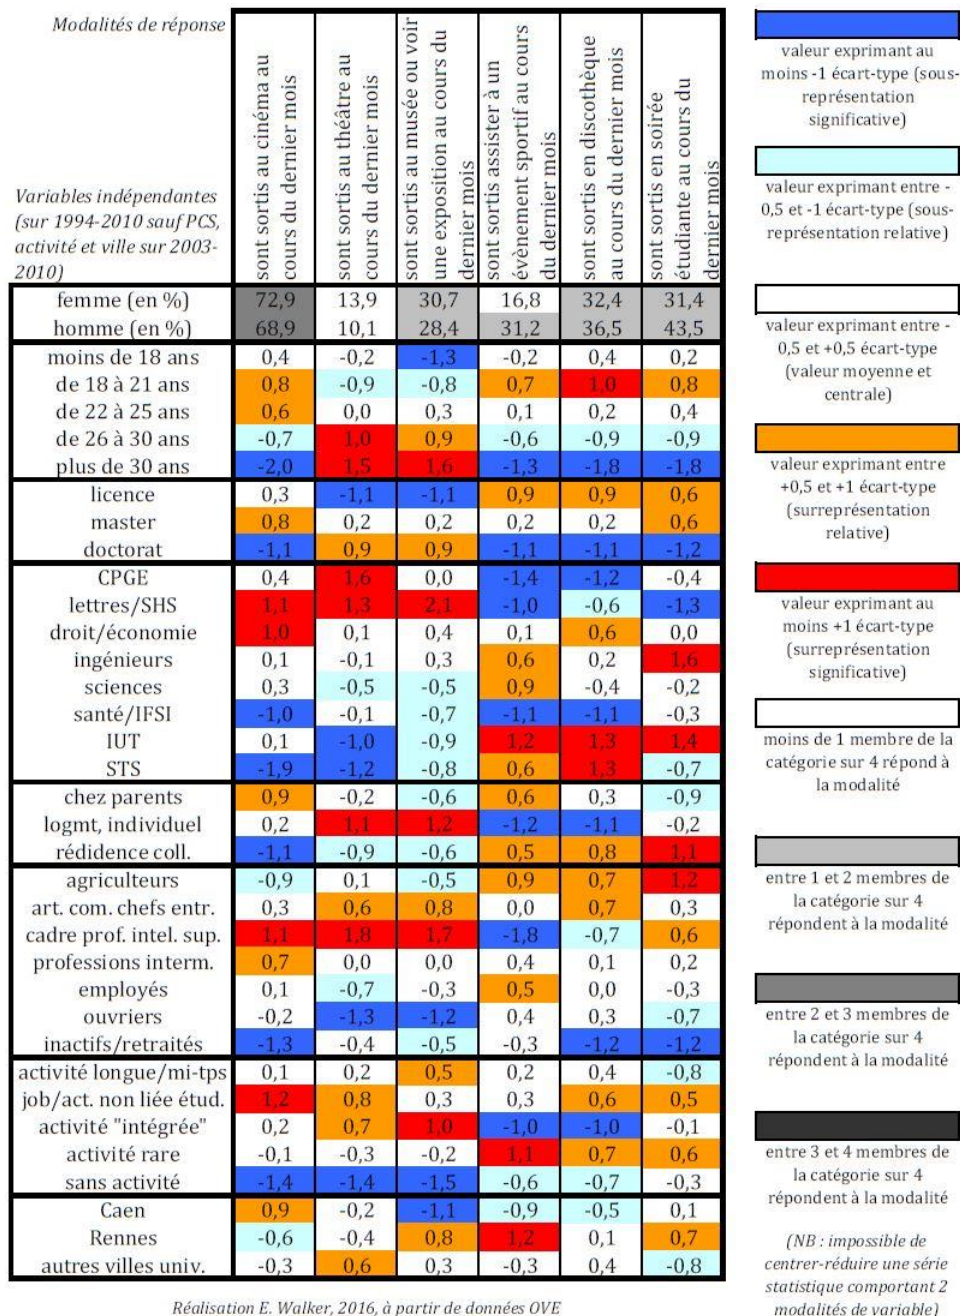 Modalités de réponse
Variables indépendantes
(sur 1994-2010 sauf PCS,
activité et ville sur 2003-
2010)
sont sortis au cinéma au
cours du dernier mois
sont sorti au théâtre au
cours du dernier mois
sont sortis au musée ou voir
une exposition au cours du
dernier mois
sont sortis assister à un
évènement sportif au cours
du dernier mois
sont sortis en discothèque
au cours du dernier mois
sont sortis en soirée
étudiante au cours du
dernier mois
femme (en %) 72,9 13,9 30,7 16,8 32,4 31,4
homme (en %) 68,9 10,1 28,4 31,2 36,5 43,5
moins de 18 ans 0,4 -0,2 -1,3 -0,2 0,4 0,2
de 18 à 21 ans 0,8 -0,9 -0,8 0,7 1,0 0,8
de 22 à 25 ans 0,6 0,0 0,3 0,1 0,2 0,4
de 26 à 30 ans -0,7 1,0 0,9 -0,6 -0,9 -0,9
plus de 30 ans -2,0 1,5 1,6 -1,3 -1,8 -1,8
licence 0,3 -1,1 -1,1 0,9 0,9 0,6
master 0,8 0,2 0,2 0,2 0,2 0,6
doctorat -1,1 0,9 0,9 -1,1 -1,1 -1,2
CPGE 0,4 1,6 0,0 -1,4 -1,2 -0,4
lettres/SHS 1,1 1,3 2,1 -1,0 -0,6 -1,3
droit/économie 1,0 0,1 0,4 0,1 0,6 0,0
ingénieurs 0,1 -0,1 0,3 0,6 0,2 1,6
sciences 0,3 -0,5 -0,5 0,9 -0,4 -0,2
santé/IFSI -1,0 -0,1 -0,7 -1,1 -1,1 -0,3
IUT 0,1 -1,0 -0,9 1,2 1,3 1,4
STS -1,9 -1,2 -0,8 0,6 1,3 -0,7
chez parents 0,9 -0,2 -0,6 0,6 0,3 -0,9
logmt, individuel 0,2 1,1 1,2 -1,2 -1,1 -0,2
rédidence coll. -1,1 -0,9 -0,6 0,5 0,8 1,1
agriculteurs -0,9 0,1 -0,5 0,9 0,7 1,2
art. com. chefs entr. 0,3 0,6 0,8 0,0 0,7 0,3
cadre prof. intel. sup. 1,1 1,8 1,7 -1,8 -0,7 0,6
professions interm. 0,7 0,0 0,0 0,4 0,1 0,2
employés 0,1 -0,7 -0,3 0,5 0,0 -0,3
ouvriers -0,2 -1,3 -1,2 0,4 0,3 -0,7
inactifs/retraités -1,3 -0,4 -0,5 -0,3 -1,2 -1,2
activité longue/mi-tps 0,1 0,2 0,5 0,2 0,4 -0,8
job/act. non liée étud. 1,2 0,8 0,3 0,3 0,6 0,5
activité "intégrée" 0,2 0,7 1,0 -1,0 -1,0 -0,1
activité rare -0,1 -0,3 -0,2 1,1 0,7 0,6
sans activité -1,4 -1,4 -1,5 -0,6 -0,7 -0,3
Caen 0,9 -0,2 -1,1 -0,9 -0,5 0,1
Rennes -0,6 -0,4 0,8 1,2 0,1 0,7
autres villes univ. -0,3 0,6 0,3 -0,3 0,4 -0,8
Réalisation E. Walker, 2016, à partir de données OVE
valeur exprimant au
moins -1 écart-type (sous-
représentation
significative)
valeur exprimant entre -
0,5 et -1 écart-type (sous-
représentation relative)
valeur exprimant entre -
0,5 et +0,5 écart-type
(valeur moyenne et
centrale)
valeur exprimant entre
+0,5 et +1 écart-type
(surreprésentation
relative)
valeur exprimant au
moins +1 écart-type
(surreprésentation
significative)
moins de 1 membre de la
catégorie sur 4 répond à
la modalité
entre 1 et 2 membres de
la catégorie sur 4
répondent à la modalité
entre 2 et 3 membres de
la catégorie sur 4
répondent à la modalité
entre 3 et 4 membres de
la catégorie sur 4
répondent à la modalité
(NB : impossible de
centrer-réduire une série
statistique comportant 2
modalités de variable)